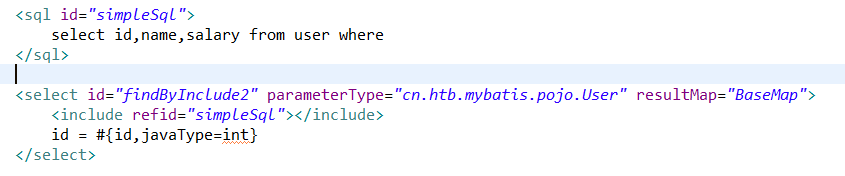 <sql id="simpleSql">
    select id,name,salary from user where
</sql>
<select id="findByInclude2" parameterType="cn.htb.mybatis.pojo.User" resultMap="BaseMap">
    <include refid="simpleSql"></include>
    id = #{id,javaType=int}
</select>